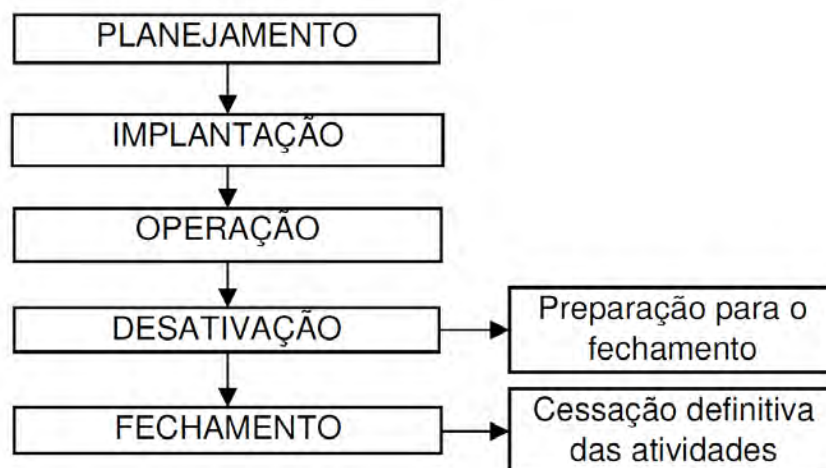 PLANEJAMENTO
IMPLANTAÇÃO
OPERAÇÃO
DESATIVAÇÃO
Preparação para o
fechamento
FECHAMENTO
Cessação definitiva
das atividades